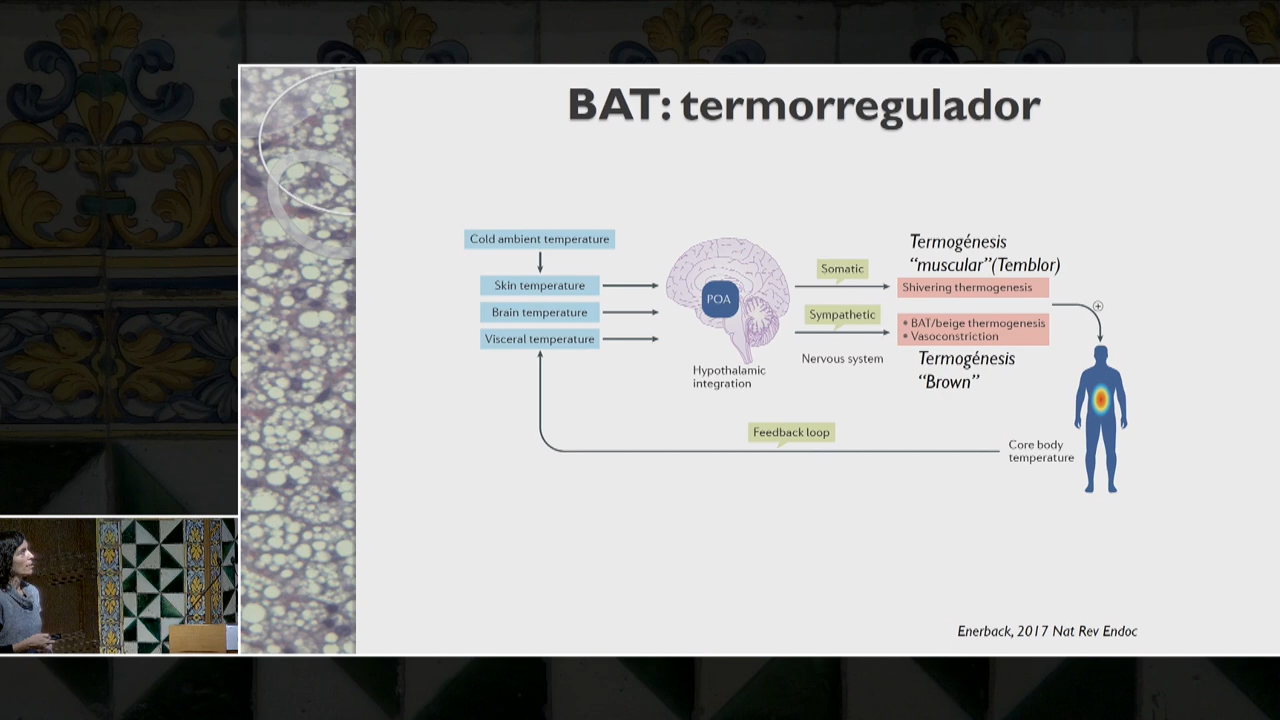 BAT: termorregulador
Cold ambient temperature
Skin temperature
Brain temperature
Visceral temperature
POA
Hypothalamic
integration
Somatic
Sympathetic
Nervous system
Termogénesis
“muscular”(Temblor)
Shivering thermogenesis
• BAT/beige thermogenesis
• Vasoconstriction
Termogénesis
“Brown”
+
Feedback loop
Core body
temperature
Enerback, 2017 Nat Rev Endoc